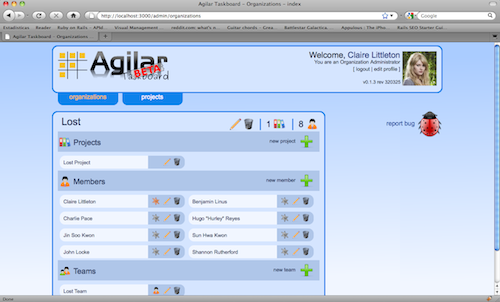 Agilar Taskboard - Organizations - index
http://localhost:3000/admin/organizations
Agilar Taskboard - Organizations ...
Agilar
BETA
Taskboard
Welcome, Claire Littleton
You are an Organization Administrator
[ logout | edit profile ]
v0.1.3 rev 320325
organizations
projects
report bug
Lost
1
8
Projects
new project
Lost Project
Members
new member
Claire Littleton
Benjamin Linus
Charlie Pace
Hugo "Hurley" Reyes
Jin Soo Kwon
Sun Hwa Kwon
John Locke
Shannon Rutherford
Teams
new team
Lost Team
Done